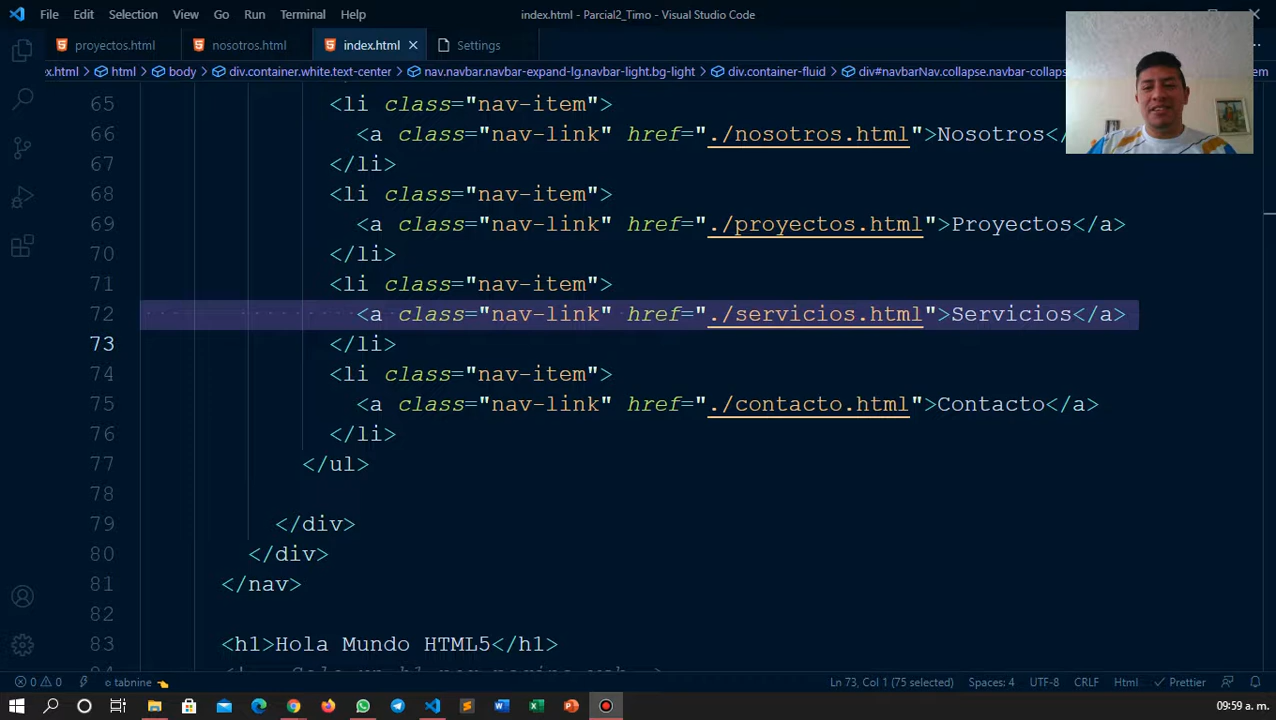 File Edit Selection View Go Run Terminal Help index.html - Parcial2_Timo - Visual Studio Code
proyectos.html nosotros.html index.html Settings
html body div.container.white.text-center nav.navbar.navbar-expand-lg.navbar-light.bg-light div.container-fluid div#navbarNav.collapse.navbar-collaps
65 <li class="nav-item">
66 <a class="nav-link" href="./nosotros.html">Nosotros</
67 </li>
68 <li class="nav-item">
69 <a class="nav-link" href="./proyectos.html">Proyectos</a>
70 </li>
71 <li class="nav-item">
72 <a class="nav-link" href="./servicios.html">Servicios</a>
73 </li>
74 <li class="nav-item">
75 <a class="nav-link" href="./contacto.html">Contacto</a>
76 </li>
77 </ul>
78
79 </div>
80 </div>
81 </nav>
82
83 <h1>Hola Mundo HTML5</h1>
0 0 tabnine Ln 73, Col 1 (75 selected) Spaces: 4 UTF-8 CRLF Html Prettier
09:59 a. m.